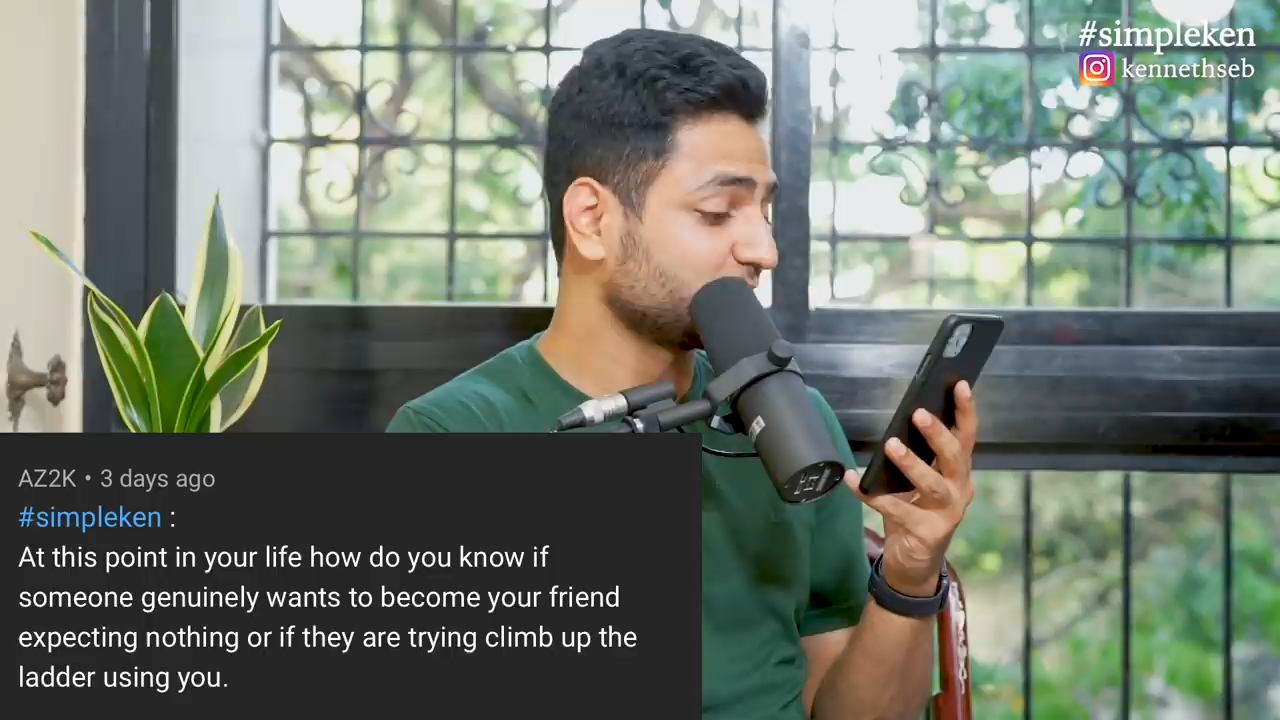 #simpleken
kennethseb
AZ2K • 3 days ago
#simpleken :
At this point in your life how do you know if
someone genuinely wants to become your friend
expecting nothing or if they are trying climb up the
ladder using you.